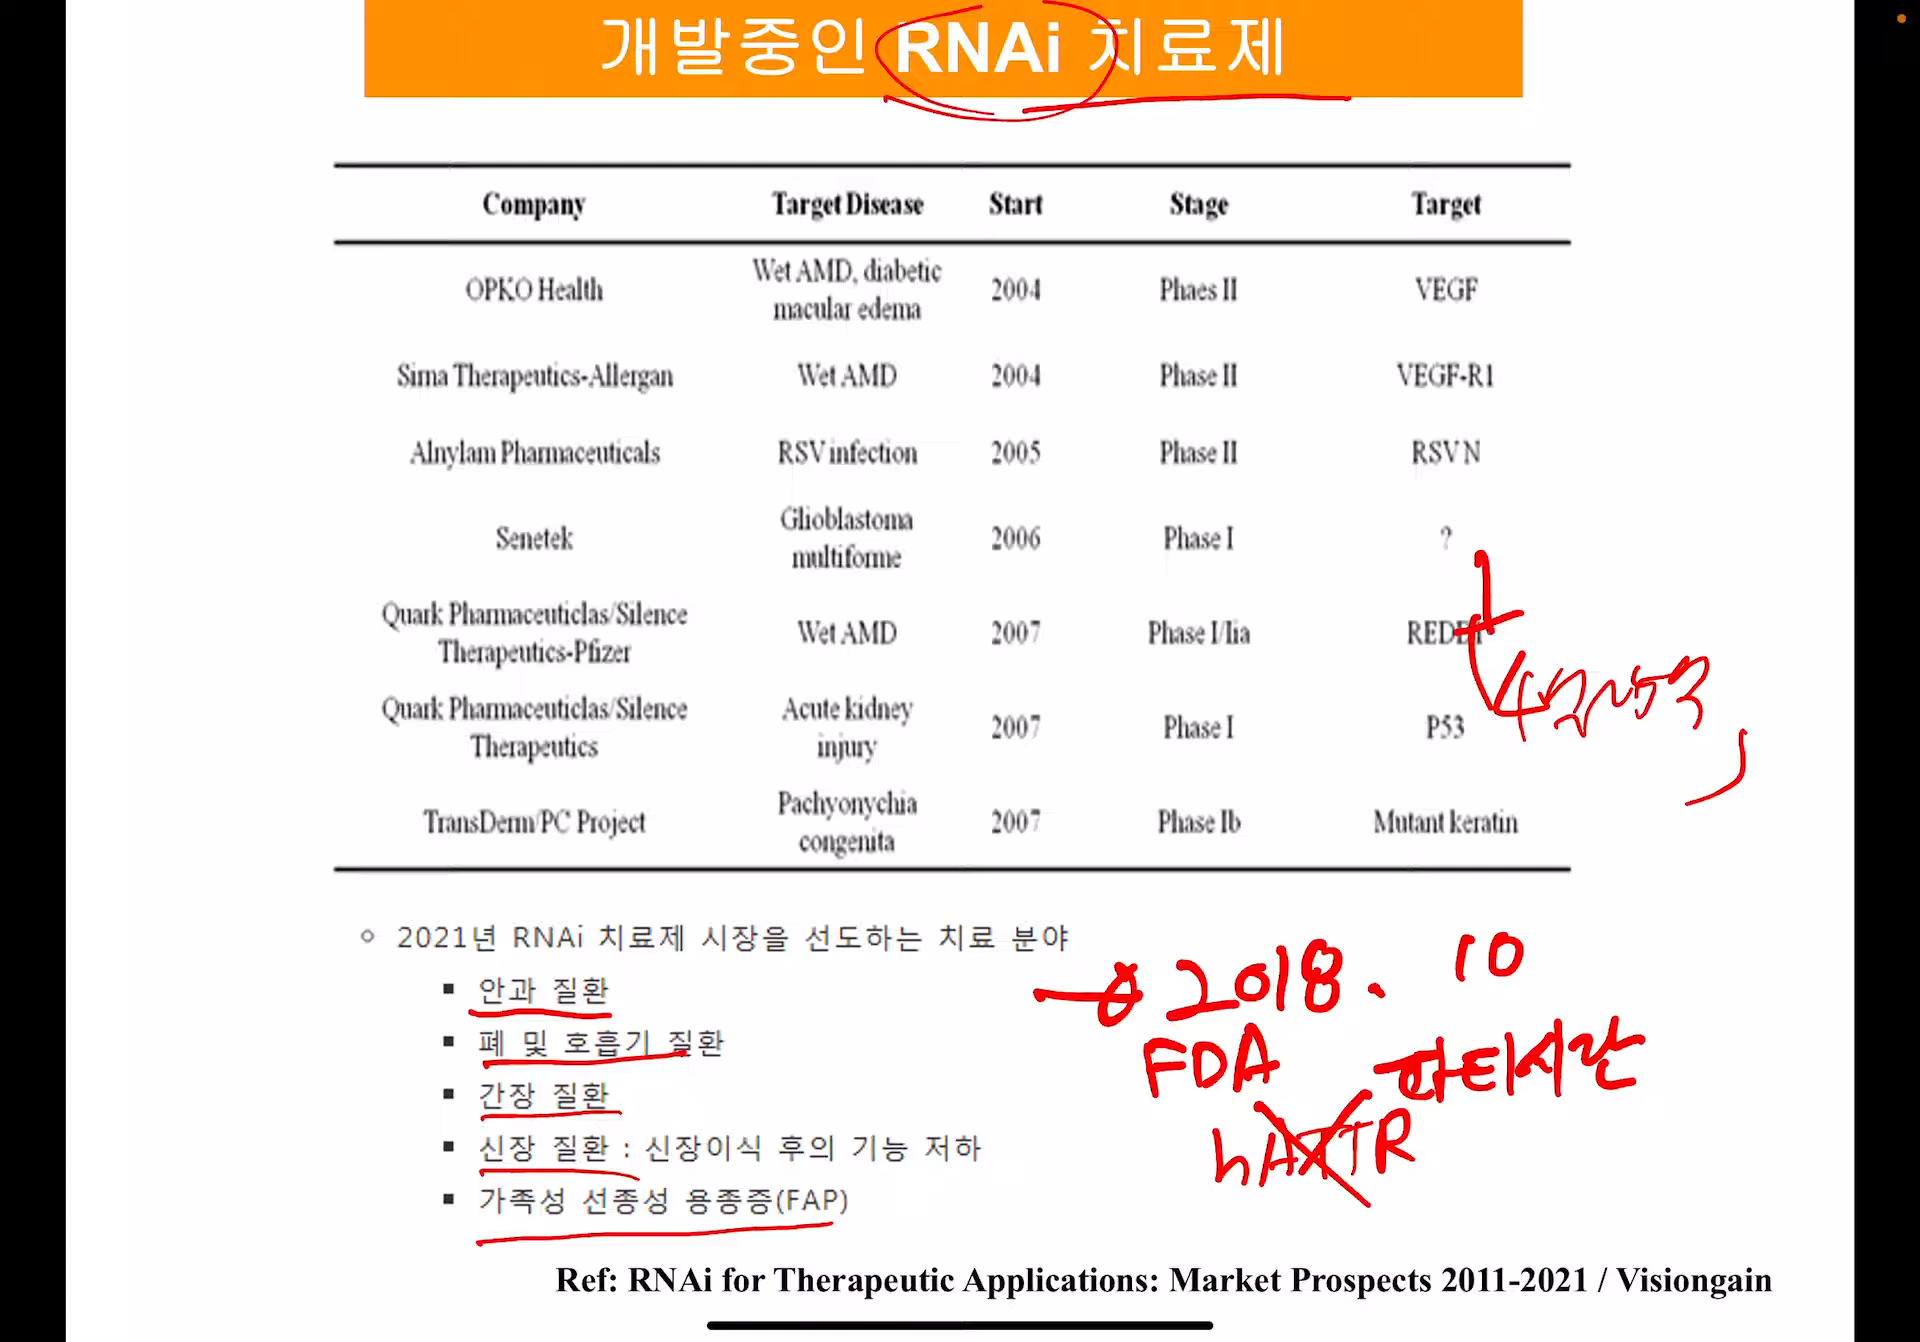 개발중인 RNAi 치료제
Company Target Disease Start Stage Target
OPKO Health Wet AMD, diabetic macular edema 2004 Phaes II VEGF
Sirna Therapeutics-Allergan Wet AMD 2004 Phase II VEGF-R1
Alnylam Pharmaceuticals RSV infection 2005 Phase II RSV N
Senetek Glioblastoma multiforme 2006 Phase I ?
Quark Pharmaceuticlas/Silence Therapeutics-Pfizer Wet AMD 2007 Phase I/Iia
Quark Pharmaceuticlas/Silence Therapeutics Acute kidney injury 2007 Phase I P53
TransDerm/PC Project Pachyonychia congenita 2007 Phase Ib Mutant keratin
2021년 RNAi 치료제 시장을 선도하는 치료 분야
안과 질환
폐 및 호흡기 질환
간장 질환
신장 질환 : 신장이식 후의 기능 저하
가족성 선종성 용종증(FAP)
2018. 10
FDA 파티시란
hATTR
Ref: RNAi for Therapeutic Applications: Market Prospects 2011-2021 / Visiongain